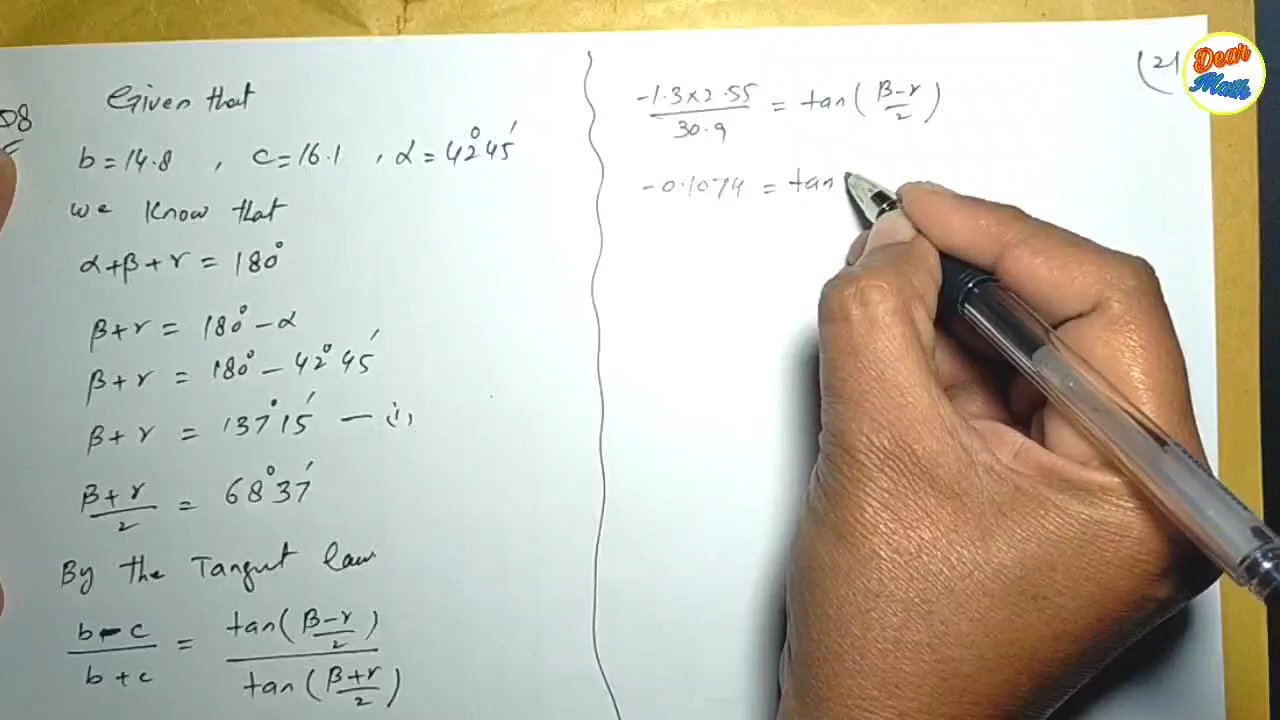 Q8
Given that
b = 14.8 , c = 16.1 , α = 42°45′
we know that
α+β+γ = 180°
β+γ = 180° - α
β+γ = 180° - 42°45′
β+γ = 137°15′ — (i)
β+γ/2 = 68°37′
By the Tangent law
b-c/b+c = tan(β-γ/2)/tan(β+γ/2)
-1.3×2.55/30.9 = tan(β-γ/2)
-0.1074 = tan
(21
Dear
Math